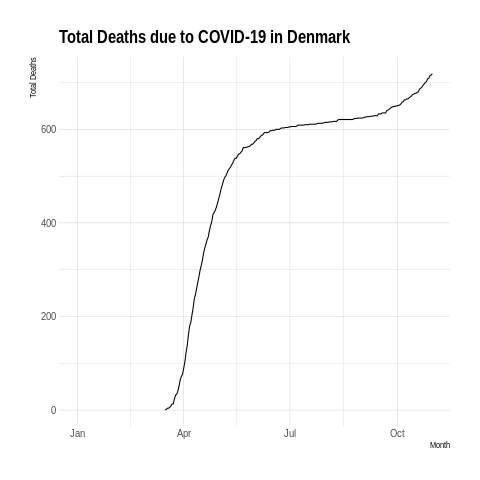 Total Deaths due to COVID-19 in Denmark
Total Deaths
600
400
200
0
Jan Apr Jul Oct
Month